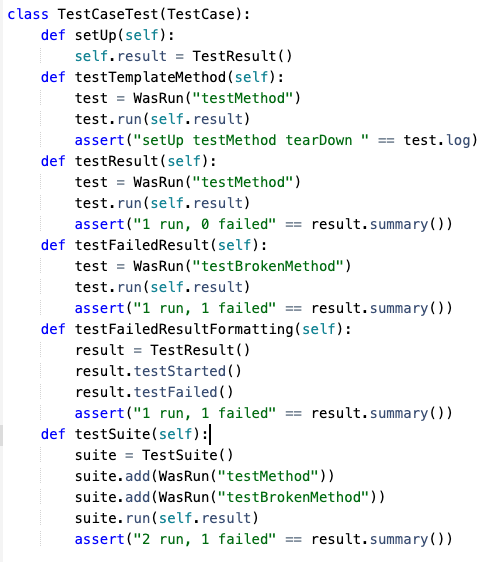 class TestCaseTest(TestCase):
    def setUp(self):
        self.result = TestResult()
    def testTemplateMethod(self):
        test = WasRun("testMethod")
        test.run(self.result)
        assert("setUp testMethod tearDown " == test.log)
    def testResult(self):
        test = WasRun("testMethod")
        test.run(self.result)
        assert("1 run, 0 failed" == result.summary())
    def testFailedResult(self):
        test = WasRun("testBrokenMethod")
        test.run(self.result)
        assert("1 run, 1 failed" == result.summary())
    def testFailedResultFormatting(self):
        result = TestResult()
        result.testStarted()
        result.testFailed()
        assert("1 run, 1 failed" == result.summary())
    def testSuite(self):
        suite = TestSuite()
        suite.add(WasRun("testMethod"))
        suite.add(WasRun("testBrokenMethod"))
        suite.run(self.result)
        assert("2 run, 1 failed" == result.summary())